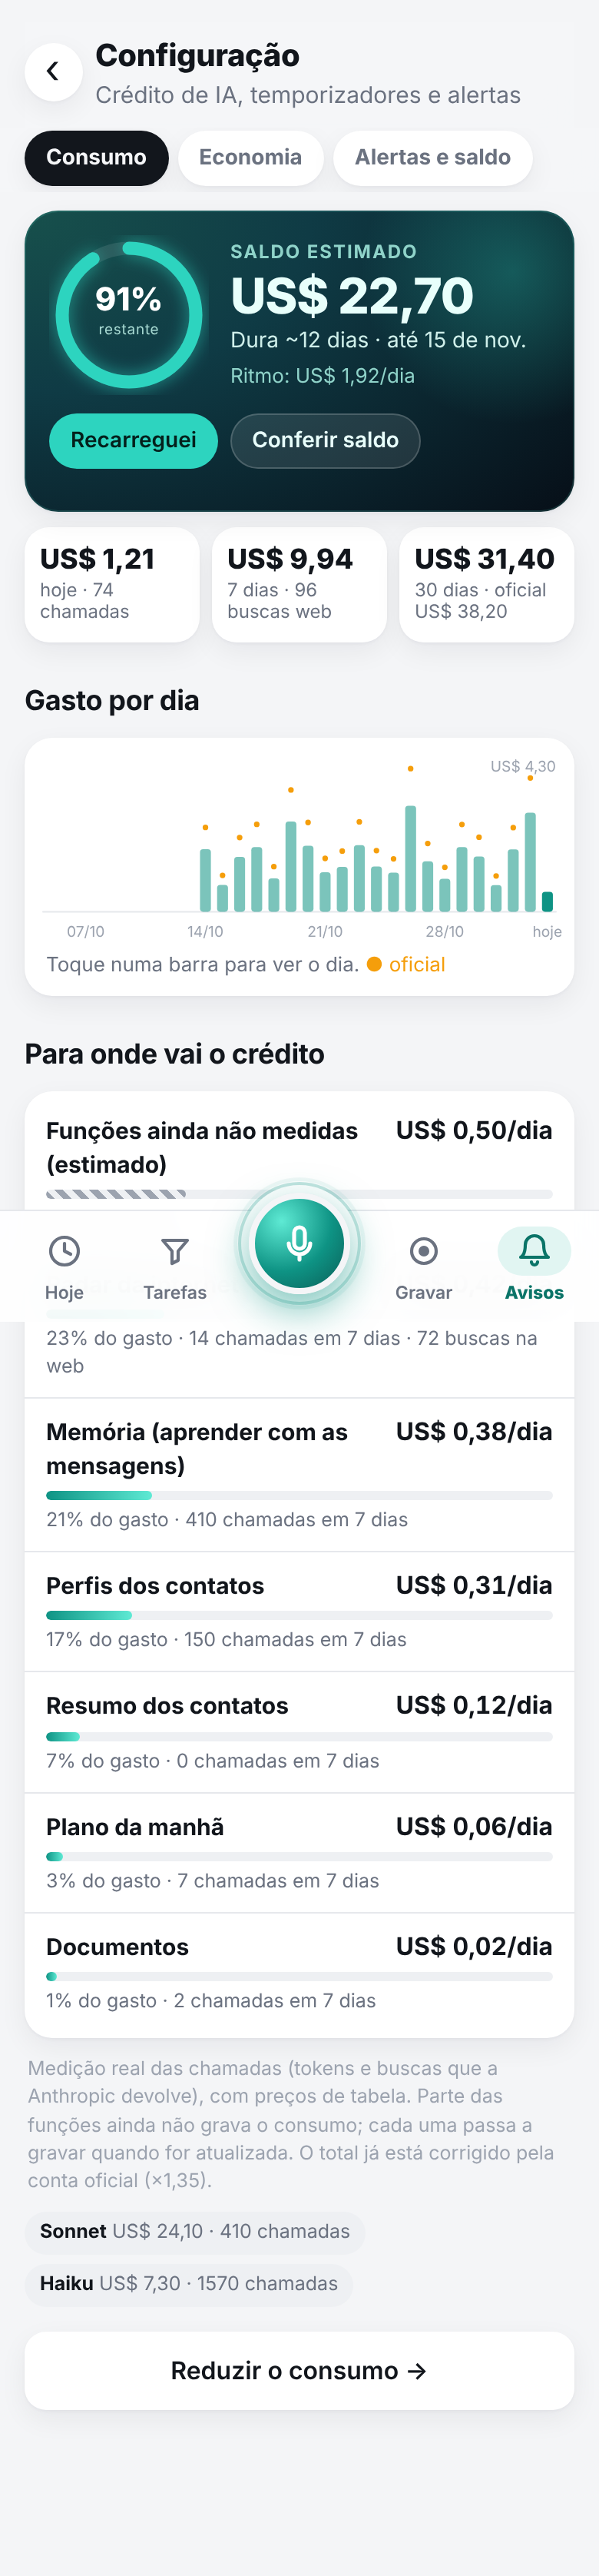 Configuração
Crédito de IA, temporizadores e alertas
Consumo
Economia
Alertas e saldo
91%
restante
SALDO ESTIMADO
US$ 22,70
Dura ~12 dias · até 15 de nov.
Ritmo: US$ 1,92/dia
Recarreguei
Conferir saldo
US$ 1,21
hoje · 74
chamadas
US$ 9,94
7 dias · 96
buscas web
US$ 31,40
30 dias · oficial
US$ 38,20
Gasto por dia
US$ 4,30
07/10
14/10
21/10
28/10
hoje
Toque numa barra para ver o dia. oficial
Para onde vai o crédito
Funções ainda não medidas
(estimado)
US$ 0,50/dia
Hoje
Tarefas
Gravar
Avisos
23% do gasto · 14 chamadas em 7 dias · 72 buscas na
web
Memória (aprender com as
mensagens)
US$ 0,38/dia
21% do gasto · 410 chamadas em 7 dias
Perfis dos contatos
US$ 0,31/dia
17% do gasto · 150 chamadas em 7 dias
Resumo dos contatos
US$ 0,12/dia
7% do gasto · 0 chamadas em 7 dias
Plano da manhã
US$ 0,06/dia
3% do gasto · 7 chamadas em 7 dias
Documentos
US$ 0,02/dia
1% do gasto · 2 chamadas em 7 dias
Medição real das chamadas (tokens e buscas que a
Anthropic devolve), com preços de tabela. Parte das
funções ainda não grava o consumo; cada uma passa a
gravar quando for atualizada. O total já está corrigido pela
conta oficial (×1,35).
Sonnet US$ 24,10 · 410 chamadas
Haiku US$ 7,30 · 1570 chamadas
Reduzir o consumo →